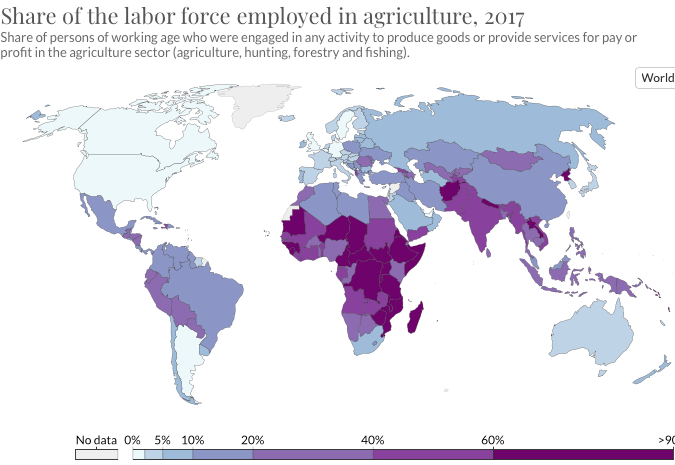 Share of the labor force employed in agriculture, 2017
Share of persons of working age who were engaged in any activity to produce goods or provide services for pay or
profit in the agriculture sector (agriculture, hunting, forestry and fishing).
World
No data 0% 5% 10% 20% 40% 60% >90